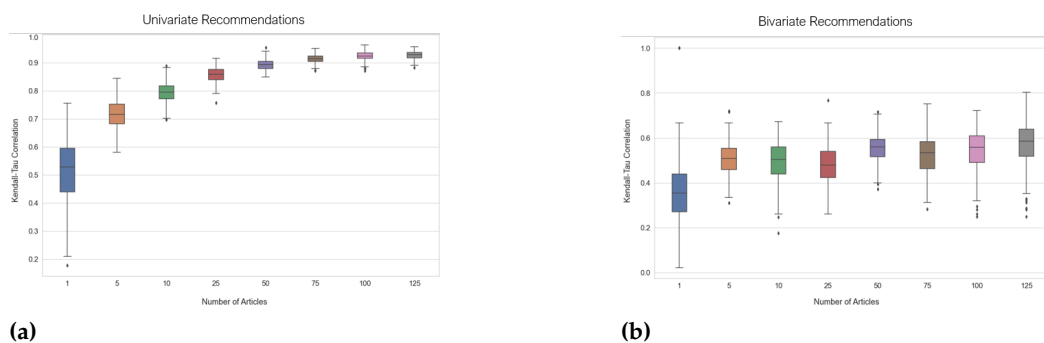 Univariate Recommendations
1.0
0.9
0.8
0.7
0.6
0.5
0.4
0.3
0.2
Kendall-Tau Correlation
1 5 10 25 50 75 100 125
Number of Articles
(a)
Bivariate Recommendations
1.0
0.8
0.6
0.4
0.2
0.0
Kendall-Tau Correlation
1 5 10 25 50 75 100 125
Number of Articles
(b)